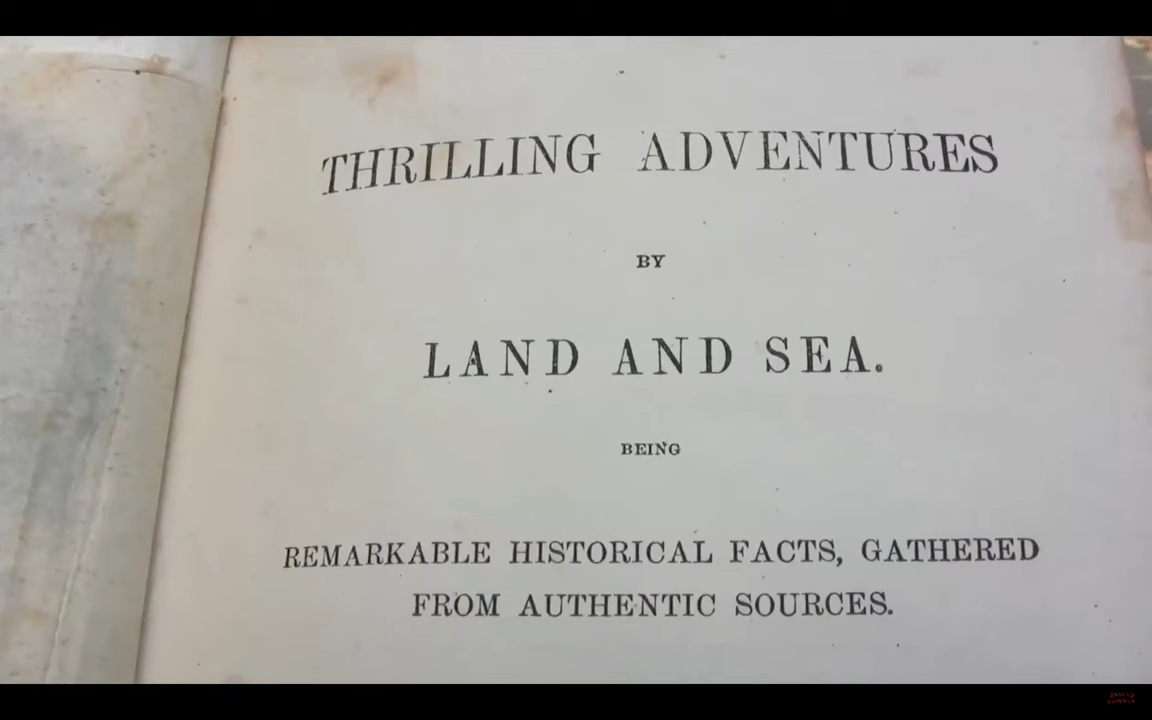 THRILLING ADVENTURES
BY
LAND AND SEA.
BEING
REMARKABLE HISTORICAL FACTS, GATHERED
FROM AUTHENTIC SOURCES.